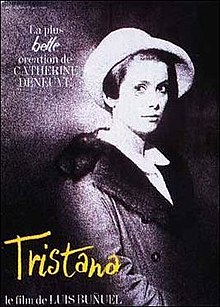 La plus
belle
création de
CATHERINE
DENEUVE
Tristana
le film de LUIS BUÑUEL